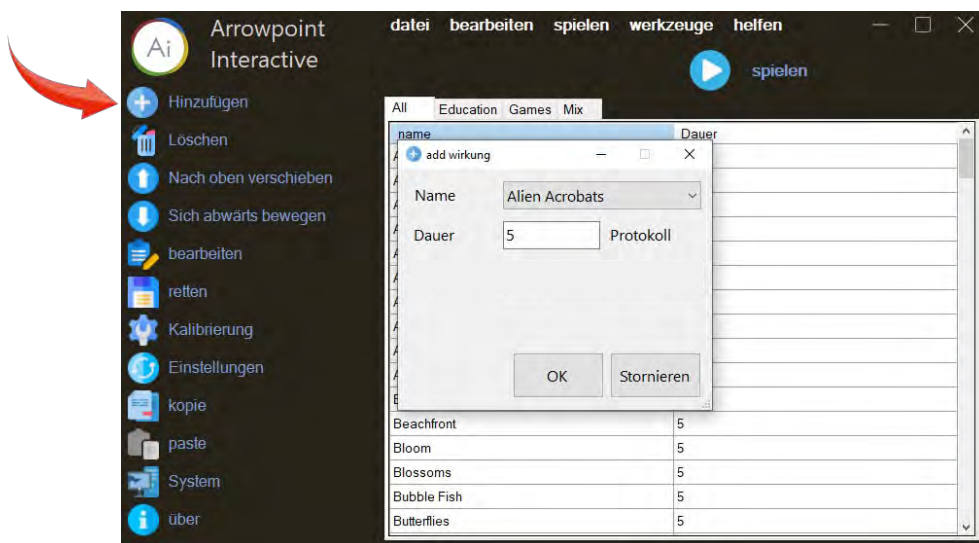 Ai
Arrowpoint
Interactive
datei bearbeiten spielen werkzeuge helfen
spielen
Hinzufügen
Löschen
Nach oben verschieben
Sich abwärts bewegen
bearbeiten
retten
Kalibrierung
Einstellungen
kopie
paste
System
über
All Education Games Mix
name Dauer
add wirkung
Name Alien Acrobats
Dauer 5 Protokoll
OK Stornieren
Beachfront 5
Bloom 5
Blossoms 5
Bubble Fish 5
Butterflies 5